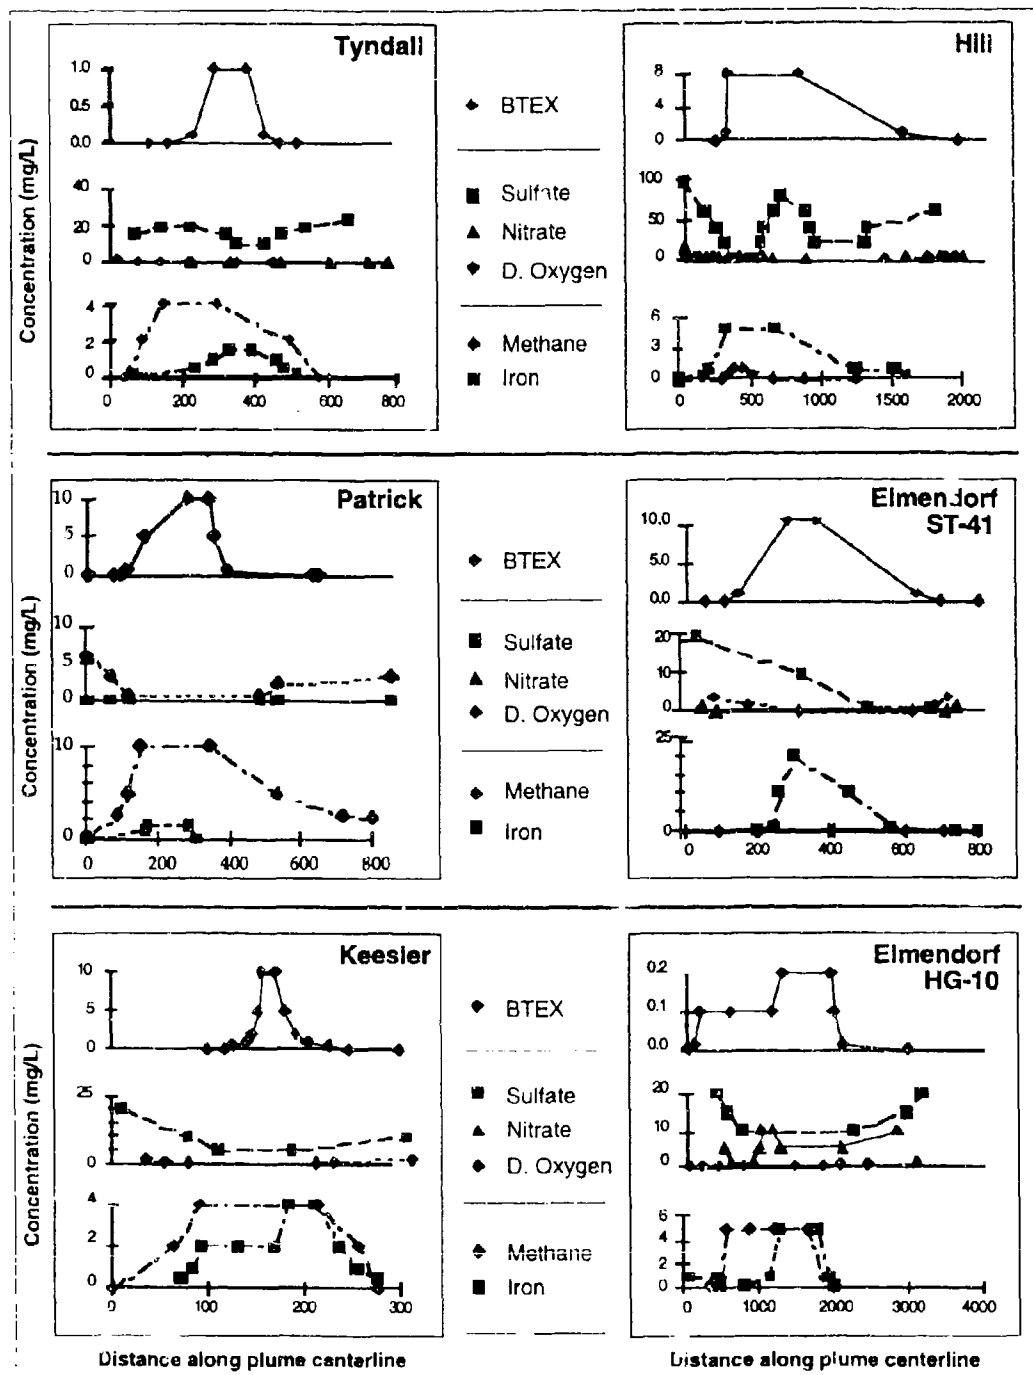 Tyndall
Concentration (mg/L)
1.0
0.5
0.0
40
20
0
4
2
0
0 200 400 600 800
BTEX
Sulfate
Nitrate
D. Oxygen
Methane
Iron
Hill
8
4
0
100
50
0
6
3
0
0 500 1000 1500 2000
Patrick
Concentration (mg/L)
10
5
0
10
5
0
10
0
0 200 400 600 800
BTEX
Sulfate
Nitrate
D. Oxygen
Methane
Iron
Elmendorf
ST-41
10.0
5.0
0.0
20
10
0
25
0
0 200 400 600 800
Keesler
Concentration (mg/L)
10
5
0
25
0
4
2
0
0 100 200 300
Distance along plume centerline
BTEX
Sulfate
Nitrate
D. Oxygen
Methane
Iron
Elmendorf
HG-10
0.2
0.1
0.0
20
10
0
6
4
2
0
0 1000 2000 3000 4000
Distance along plume centerline